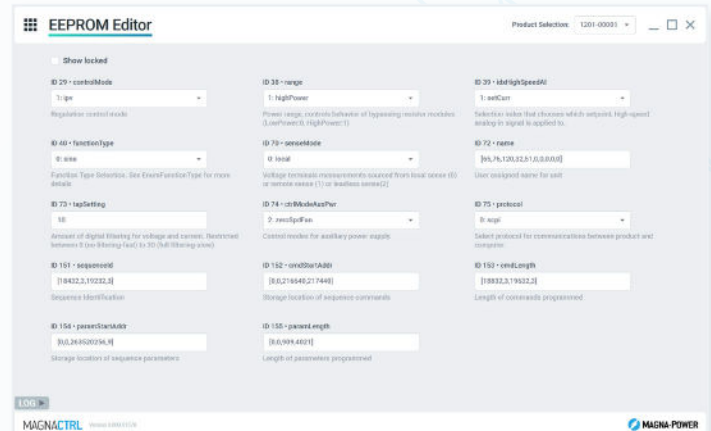 EEPROM Editor
Product Selection: 1201-00001
Show locked
ID 29 • controlMode
1: ipv
Regulation control mode
ID 38 • range
1: highPower
Power range, controls behavior of bypassing resistor modules
(LowPower:0, HighPower:1)
ID 39 • idxHighSpeedAI
1: setCurr
Selection index that chooses which setpoint, high-speed
analog-in signal is applied to.
ID 40 • functionType
0: sine
Function Type Selection. See EnumFunctionType for more
details
ID 70 • senseMode
0: local
Voltage terminals measurements sourced from local sense (0)
or remote sense (1) or leadless sense(2)
ID 72 • name
[65,76,120,32,51,0,0,0,0,0]
User assigned name for unit
ID 73 • tapSetting
10
Amount of digital filtering for voltage and current. Restricted
between 0 (no filtering-fast) to 30 (full filtering-slow)
ID 74 • ctrlModeAuxPwr
2: zeroSpdFan
Control modes for auxiliary power supply
ID 75 • protocol
0: scpi
Select protocol for communications between product and
computer.
ID 151 • sequenceId
[18432,3,19232,3]
Sequence Identification
ID 152 • cmdStartAddr
[0,0,216640,217440]
Storage location of sequence commands
ID 153 • cmdLength
[18832,3,19632,3]
Length of commands programmed
ID 154 • paramStartAddr
[0,0,263520256,9]
Storage location of sequence parameters
ID 155 • paramLength
[0,0,909,4021]
Length of parameters programmed
LOG
MAGNACTRL
MAGNA-POWER